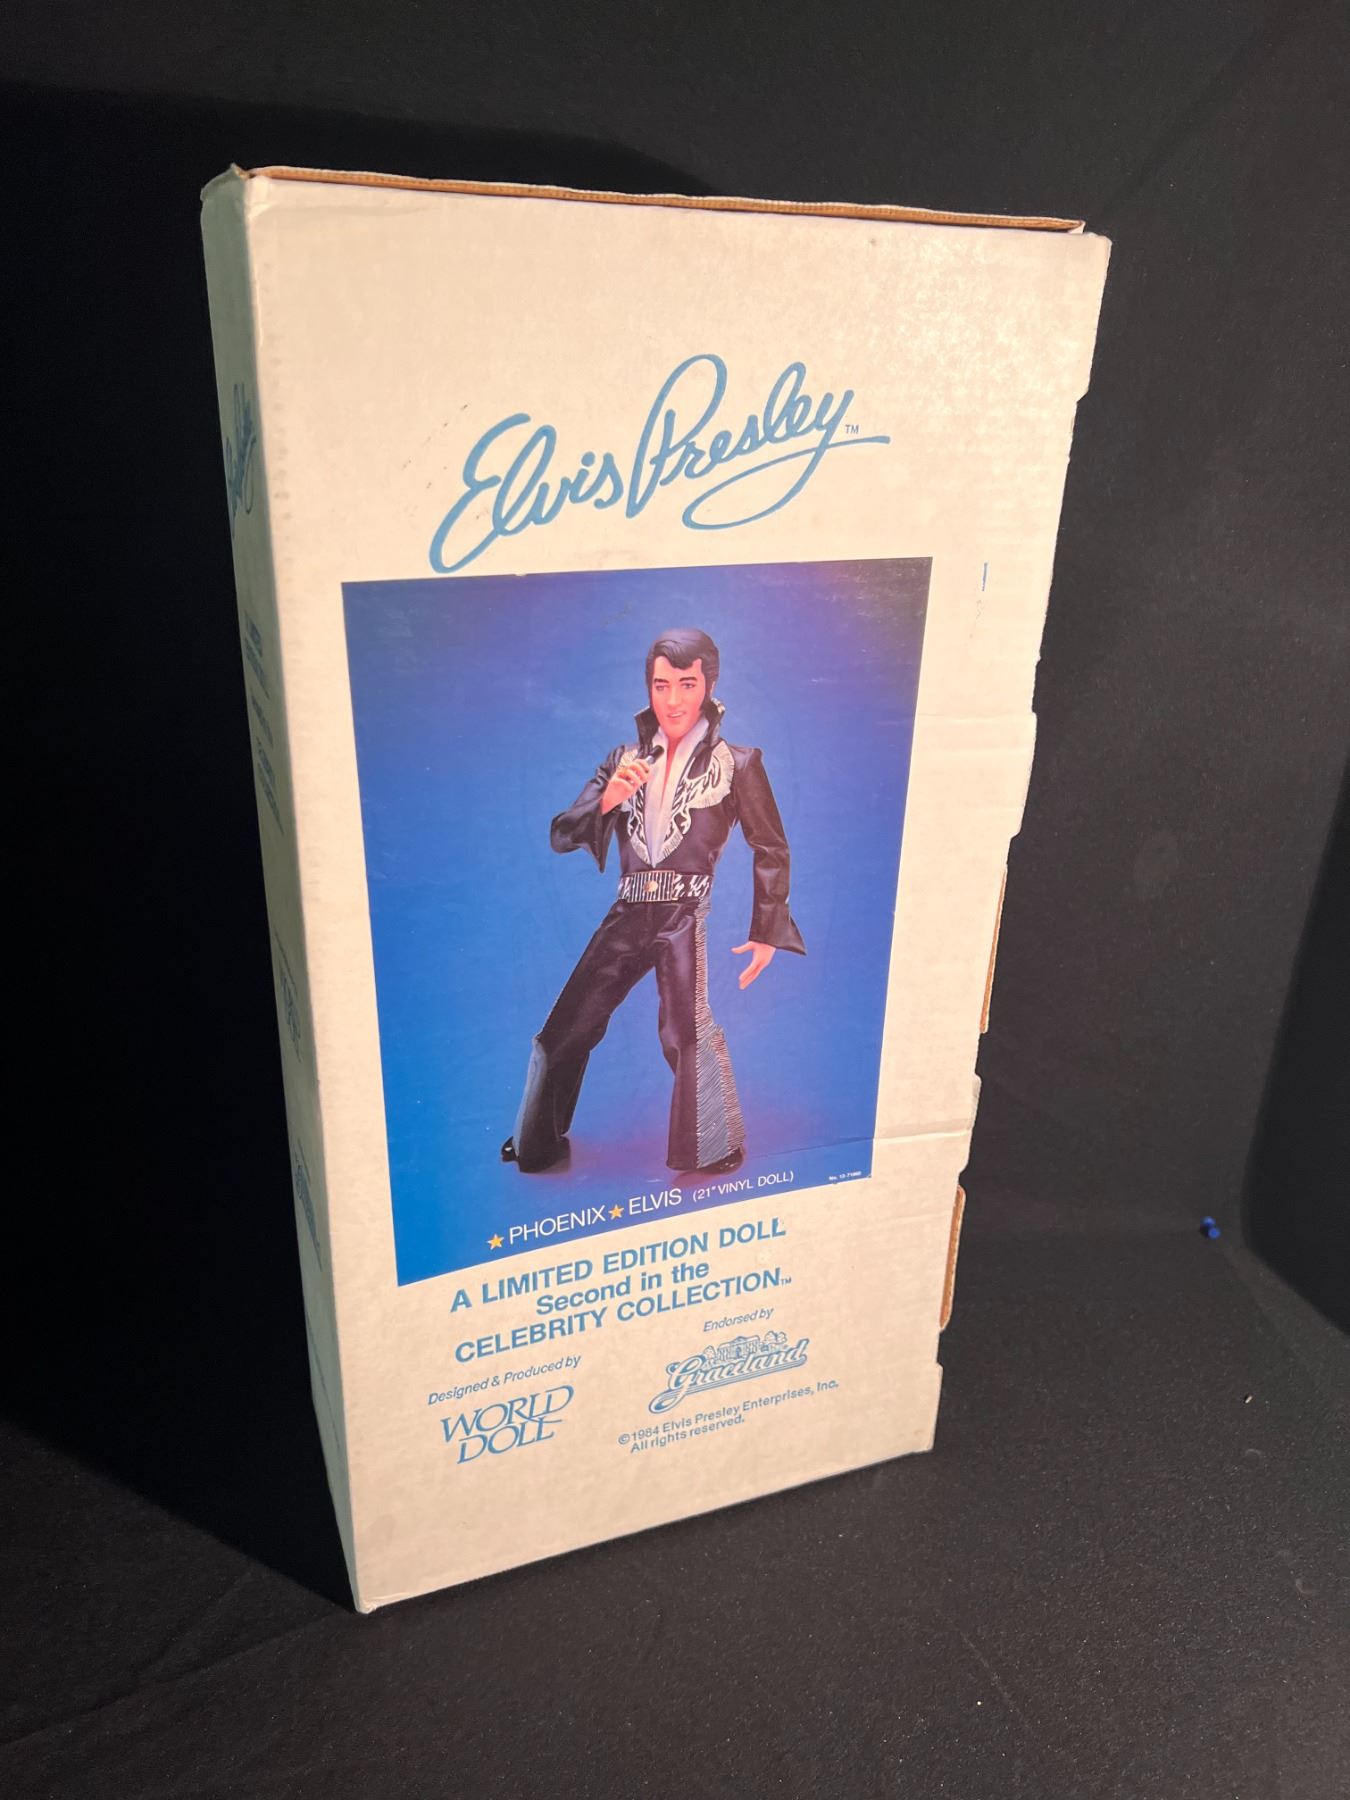 Elvis Presley™
★ PHOENIX ★ ELVIS (21" VINYL DOLL)
A LIMITED EDITION DOLL
Second in the
CELEBRITY COLLECTION™
Designed & Produced by
WORLD
DOLL
Endorsed by
Graceland
©1984 Elvis Presley Enterprises, Inc.
All rights reserved.